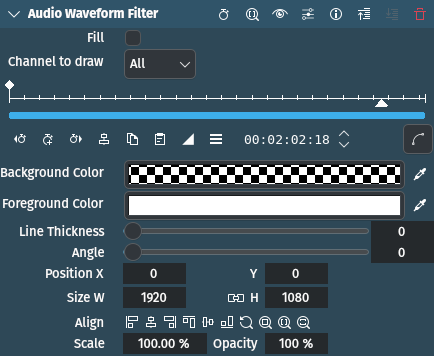 Audio Waveform Filter
Fill
Channel to draw All
00:02:02:18
Background Color
Foreground Color
Line Thickness 0
Angle 0
Position X 0 Y 0
Size W 1920 H 1080
Align
Scale 100.00 % Opacity 100 %